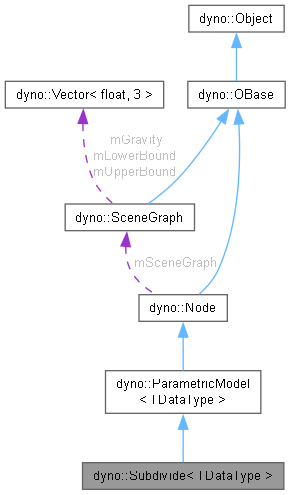 dyno::Object
dyno::Vector< float, 3 >
dyno::OBase
mGravity
mLowerBound
mUpperBound
dyno::SceneGraph
mSceneGraph
dyno::Node
dyno::ParametricModel
< TDataType >
dyno::Subdivide< TDataType >